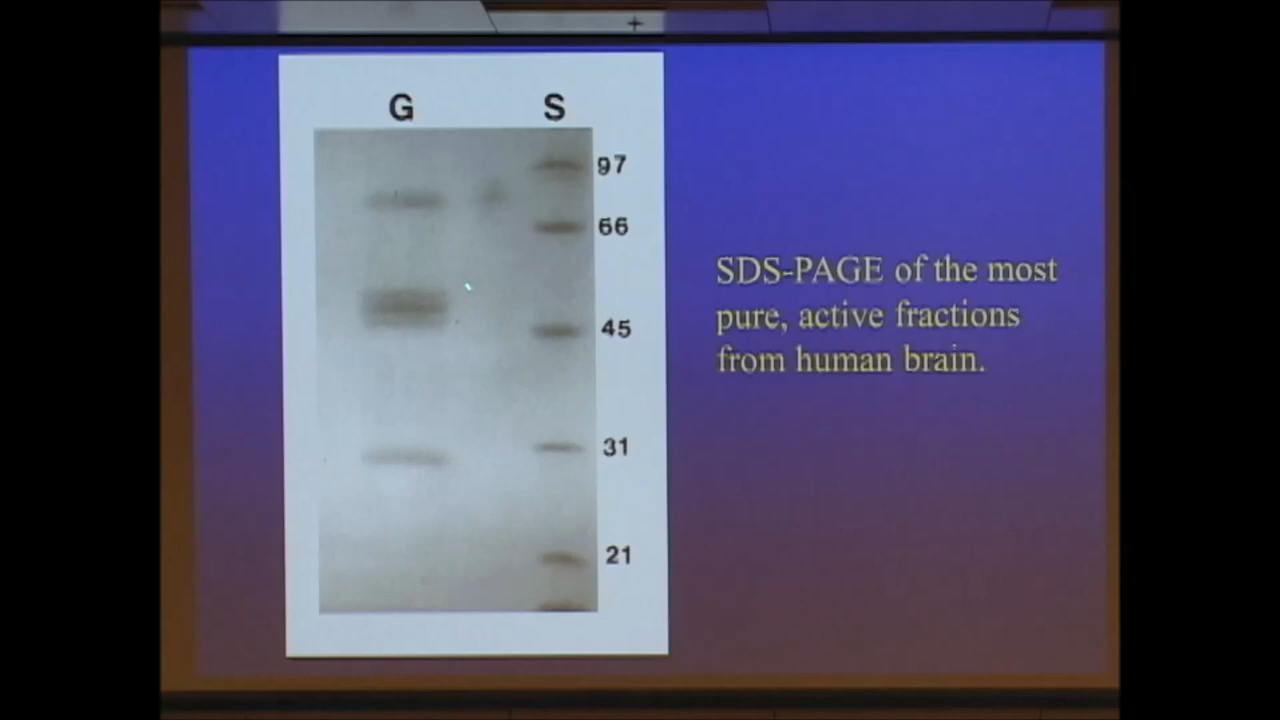 G S
97
66
45
31
21
SDS-PAGE of the most
pure, active fractions
from human brain.